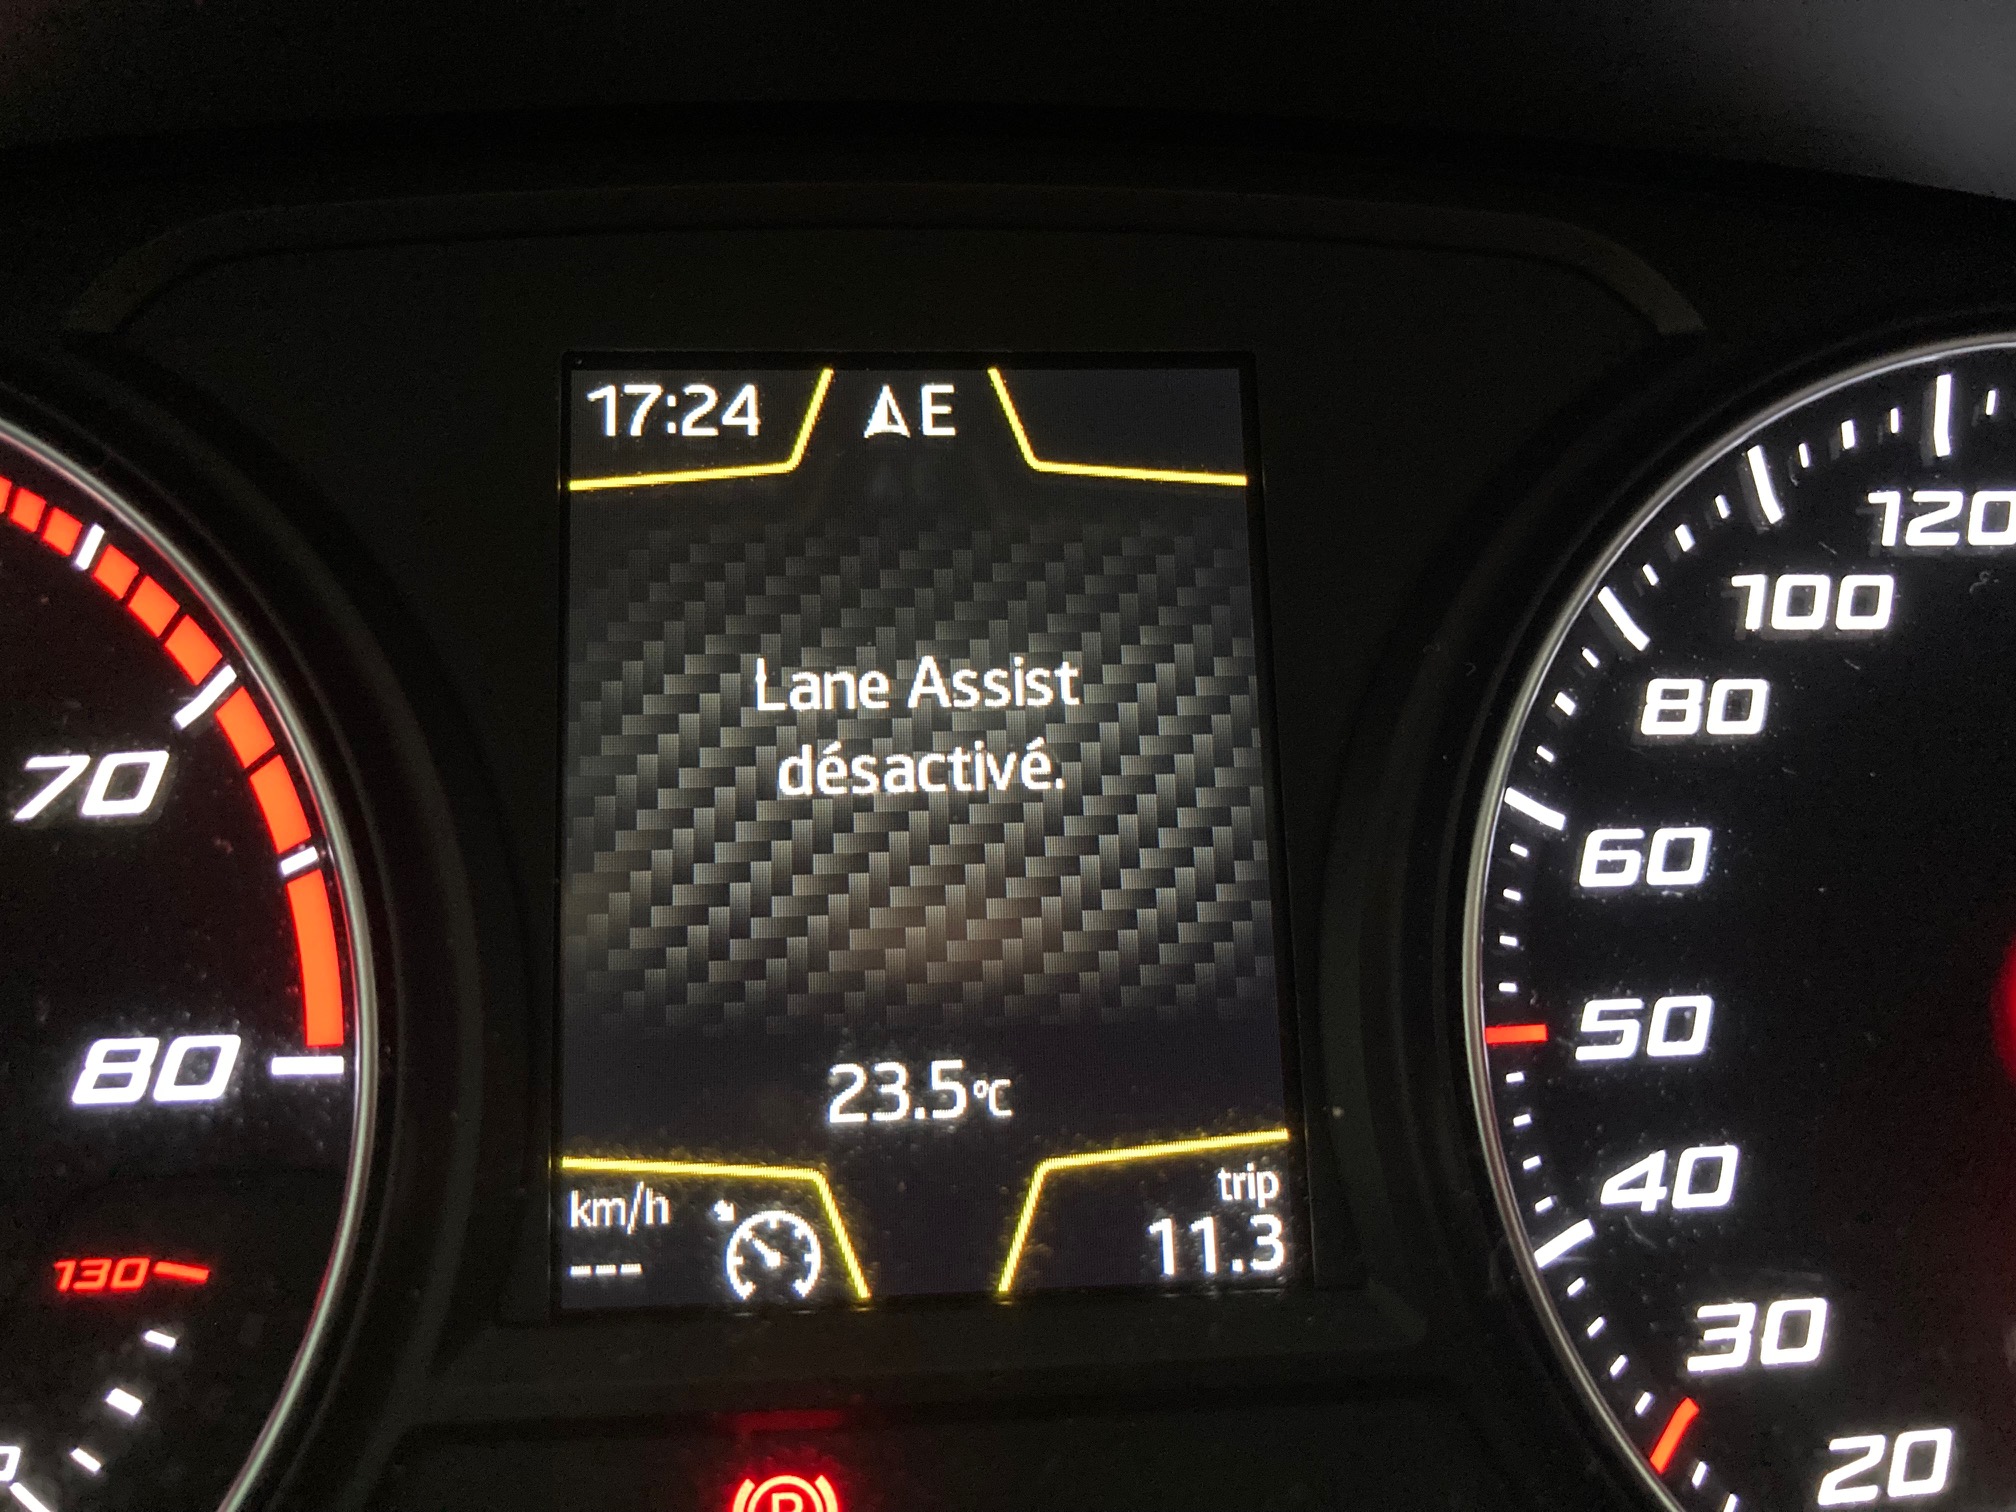 17:24 E
Lane Assist
désactivé.
23.5°C
km/h
---
trip
11.3
70
80
130
120
100
80
60
50
40
30
20
P